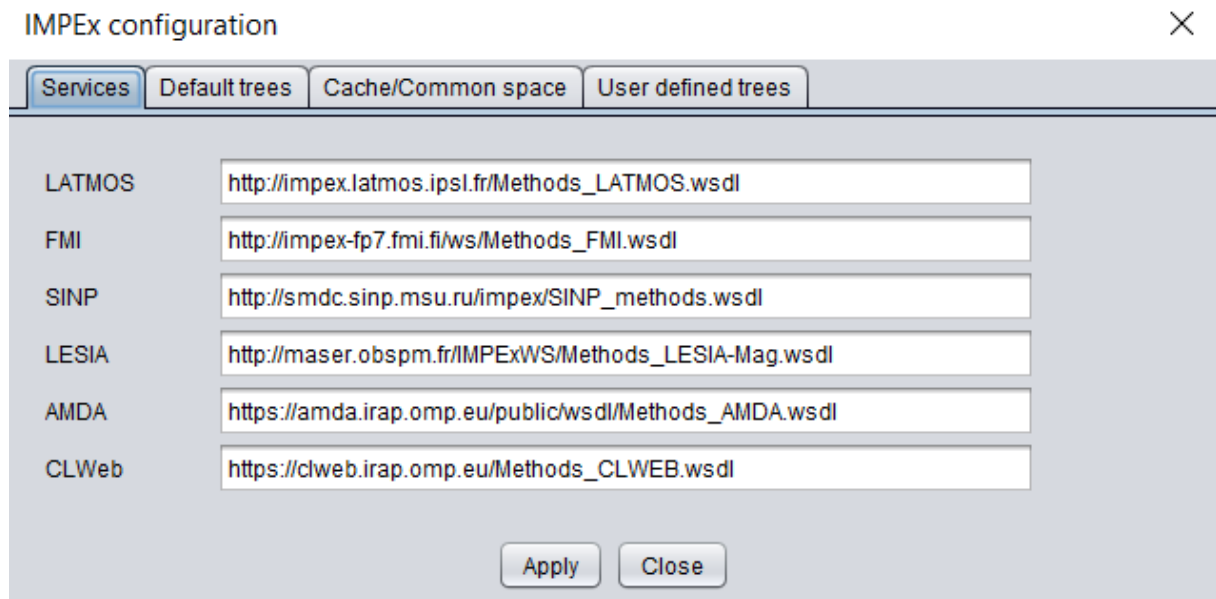 IMPEx configuration
Services Default trees Cache/Common space User defined trees
LATMOS http://impex.latmos.ipsl.fr/Methods_LATMOS.wsdl
FMI http://impex-fp7.fmi.fi/ws/Methods_FMI.wsdl
SINP http://smdc.sinp.msu.ru/impex/SINP_methods.wsdl
LESIA http://maser.obspm.fr/IMPExWS/Methods_LESIA-Mag.wsdl
AMDA https://amda.irap.omp.eu/public/wsdl/Methods_AMDA.wsdl
CLWeb https://clweb.irap.omp.eu/Methods_CLWEB.wsdl
Apply Close